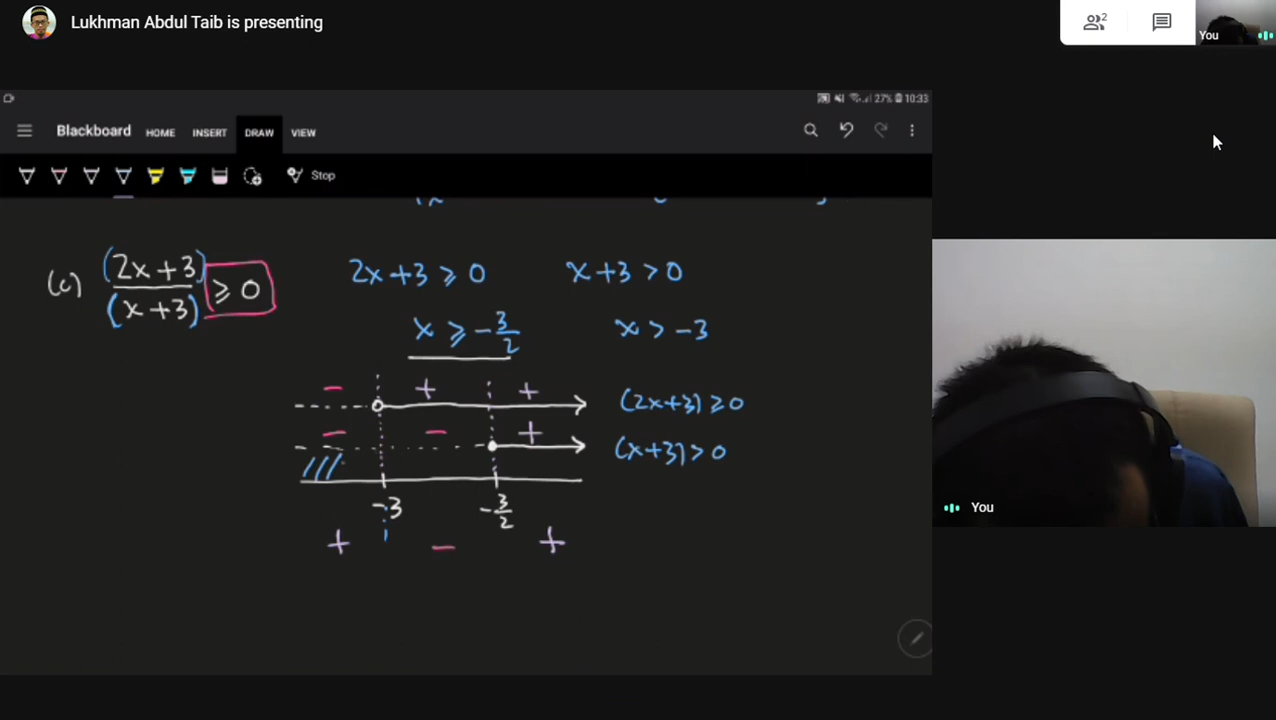 Lukhman Abdul Taib is presenting
2
You
27% 10:33
Blackboard HOME INSERT DRAW VIEW
Stop
(c) (2x+3)/(x+3) ≥ 0
2x+3 ≥ 0 x+3 > 0
x ≥ -3/2 x > -3
- + + (2x+3) ≥ 0
- - + (x+3) > 0
-3 -3/2
+ - +
You